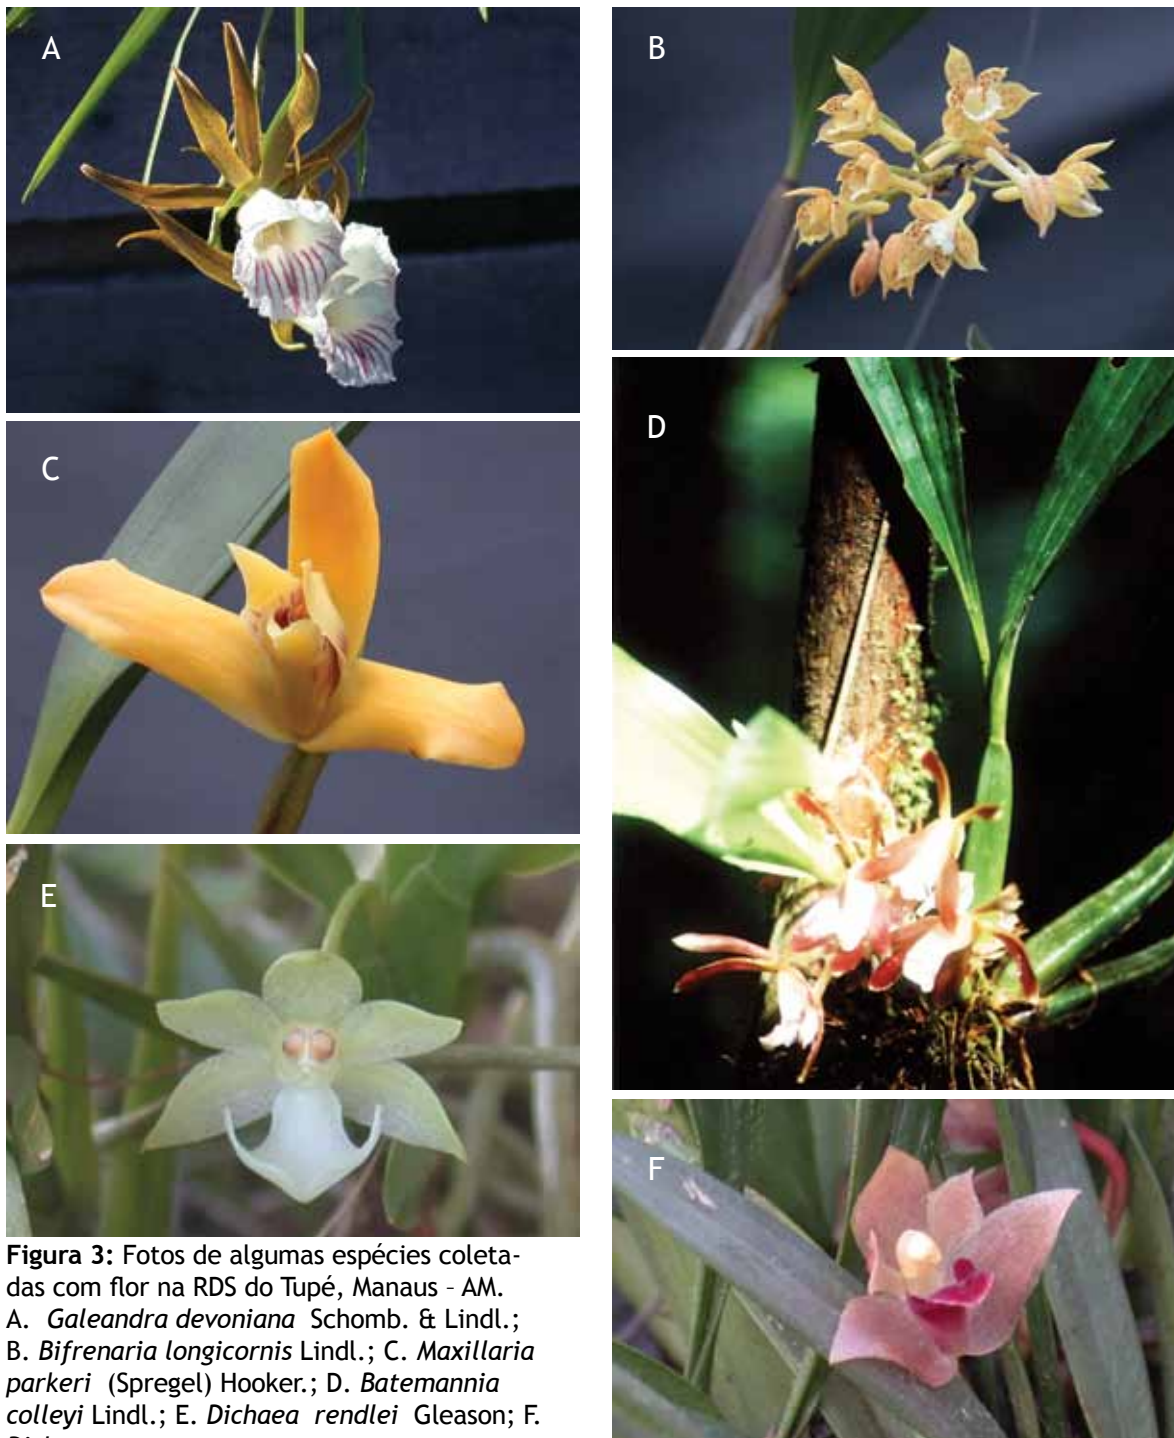 A
B
C
D
E
F
Figura 3: Fotos de algumas espécies coleta-
das com flor na RDS do Tupé, Manaus - AM.
A. Galeandra devoniana Schomb. & Lindl.;
B. Bifrenaria longicornis Lindl.; C. Maxillaria
parkeri (Spregel) Hooker.; D. Batemannia
colleyi Lindl.; E. Dichaea rendlei Gleason; F.